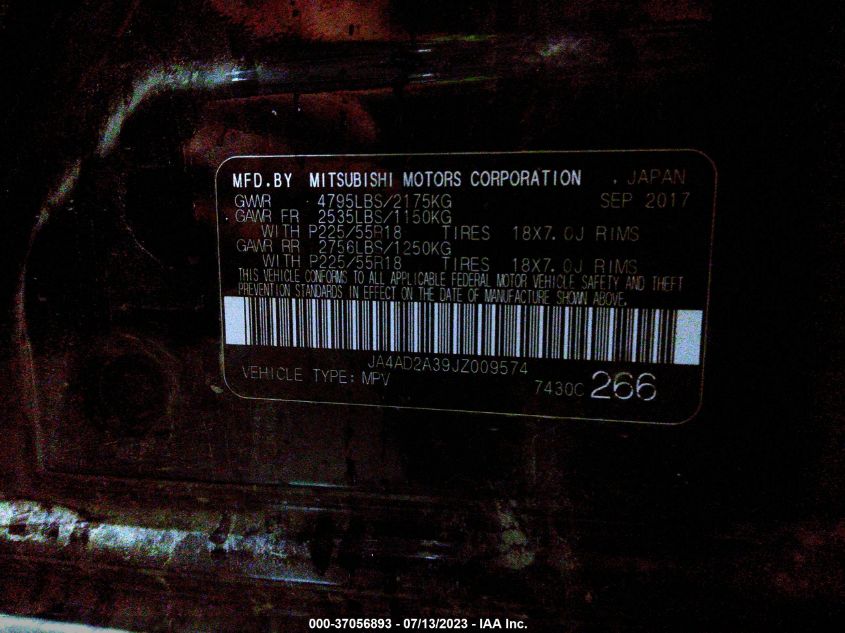 MFD.BY MITSUBISHI MOTORS CORPORATION . JAPAN
GVWR 4795LBS/2175KG SEP 2017
GAWR FR 2535LBS/1150KG
WITH P225/55R18 TIRES 18X7.0J RIMS
GAWR RR 2756LBS/1250KG
WITH P225/55R18 TIRES 18X7.0J RIMS
THIS VEHICLE CONFORMS TO ALL APPLICABLE FEDERAL MOTOR VEHICLE SAFETY AND THEFT
PREVENTION STANDARDS IN EFFECT ON THE DATE OF MANUFACTURE SHOWN ABOVE.
JA4AD2A39JZ009574
VEHICLE TYPE: MPV 7430C 266
000-37056893 - 07/13/2023 - IAA Inc.